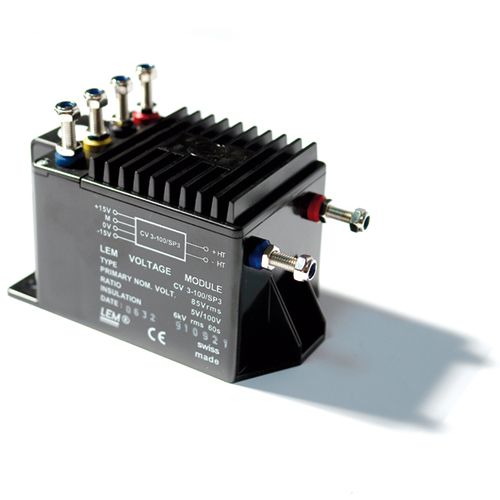 +15V
M
0V
-15V
CV 3-100/SP3
+ HT
- HT
LEM VOLTAGE MODULE
TYPE CV 3-100/SP3
PRIMARY NOM. VOLT. 85Vrms
RATIO 5V/100V
INSULATION 6kV rms 60s
DATE : 0632 910921
LEM
CE
swiss
made